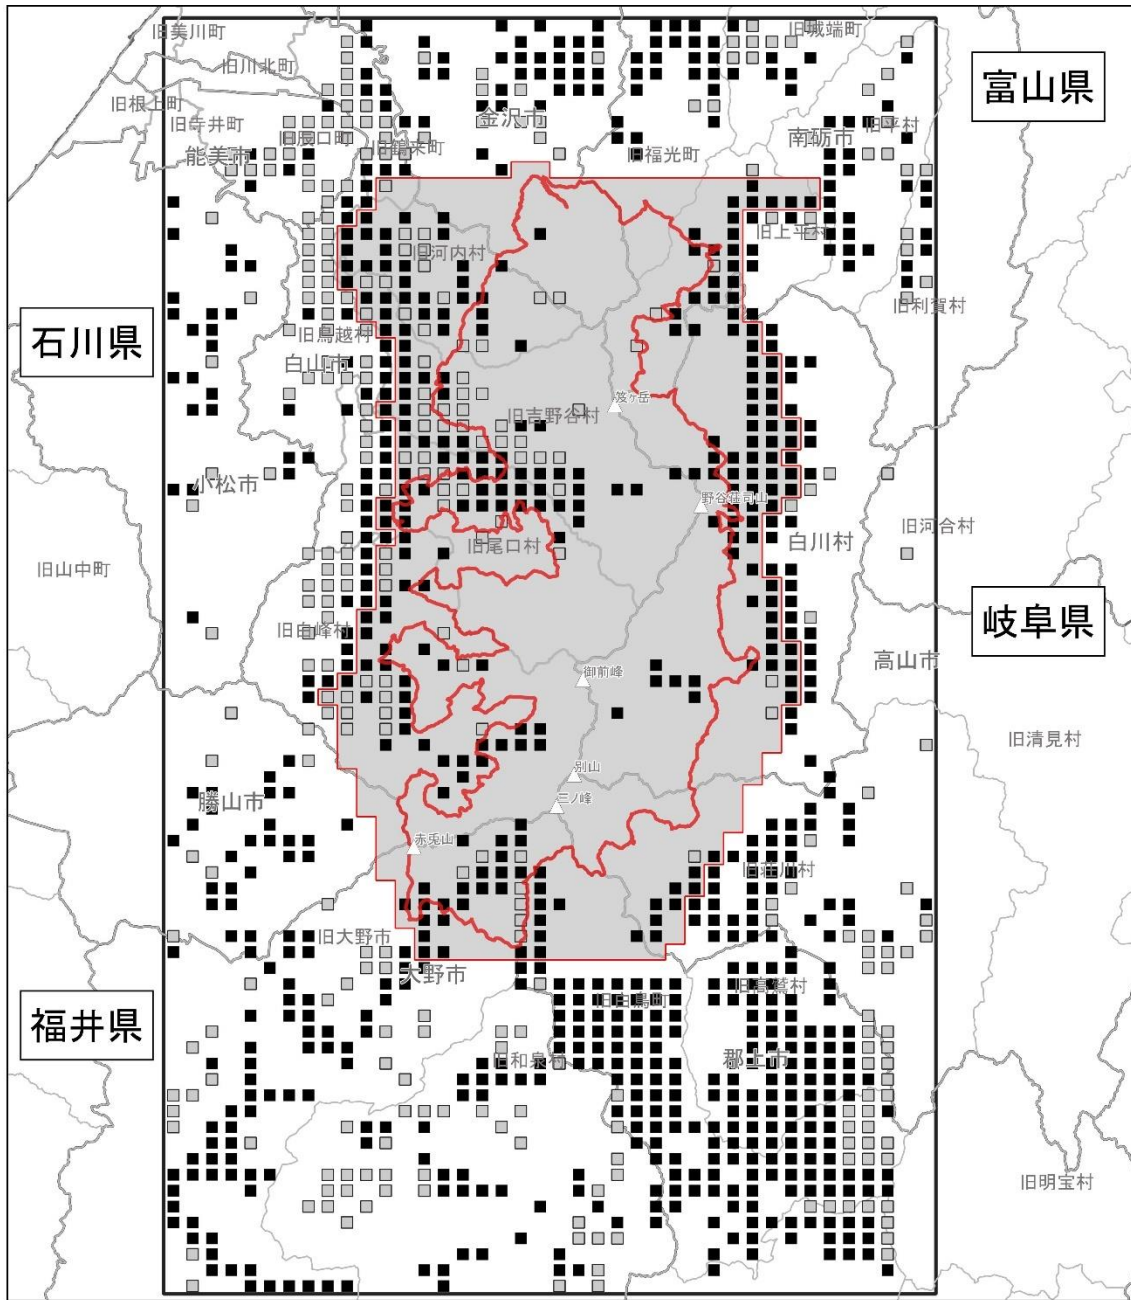 旧美川町
旧城端町
旧川北町
富山県
旧根上町
旧寺井町
金沢市
旧平村
旧辰口町
南砺市
旧鶴来町
能美市
旧福光町
旧上平村
旧河内村
旧利賀村
石川県
旧鳥越村
白山市
笈ヶ岳
旧吉野谷村
小松市
野谷荘司山
旧河合村
白川村
旧尾口村
旧山中町
岐阜県
旧白峰村
高山市
御前峰
旧清見村
別山
勝山市
三ノ峰
赤兎山
旧荘川村
旧大野市
大野市
旧高鷲村
旧白鳥町
福井県
旧和泉村
郡上市
旧明宝村